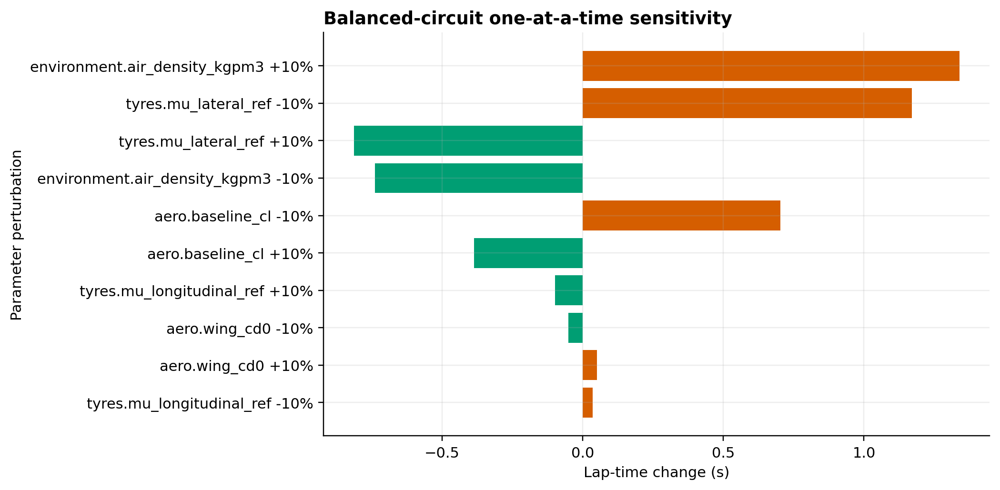 Balanced-circuit one-at-a-time sensitivity
Parameter perturbation
environment.air_density_kgpm3 +10%
tyres.mu_lateral_ref -10%
tyres.mu_lateral_ref +10%
environment.air_density_kgpm3 -10%
aero.baseline_cl -10%
aero.baseline_cl +10%
tyres.mu_longitudinal_ref +10%
aero.wing_cd0 -10%
aero.wing_cd0 +10%
tyres.mu_longitudinal_ref -10%
−0.5 0.0 0.5 1.0
Lap-time change (s)